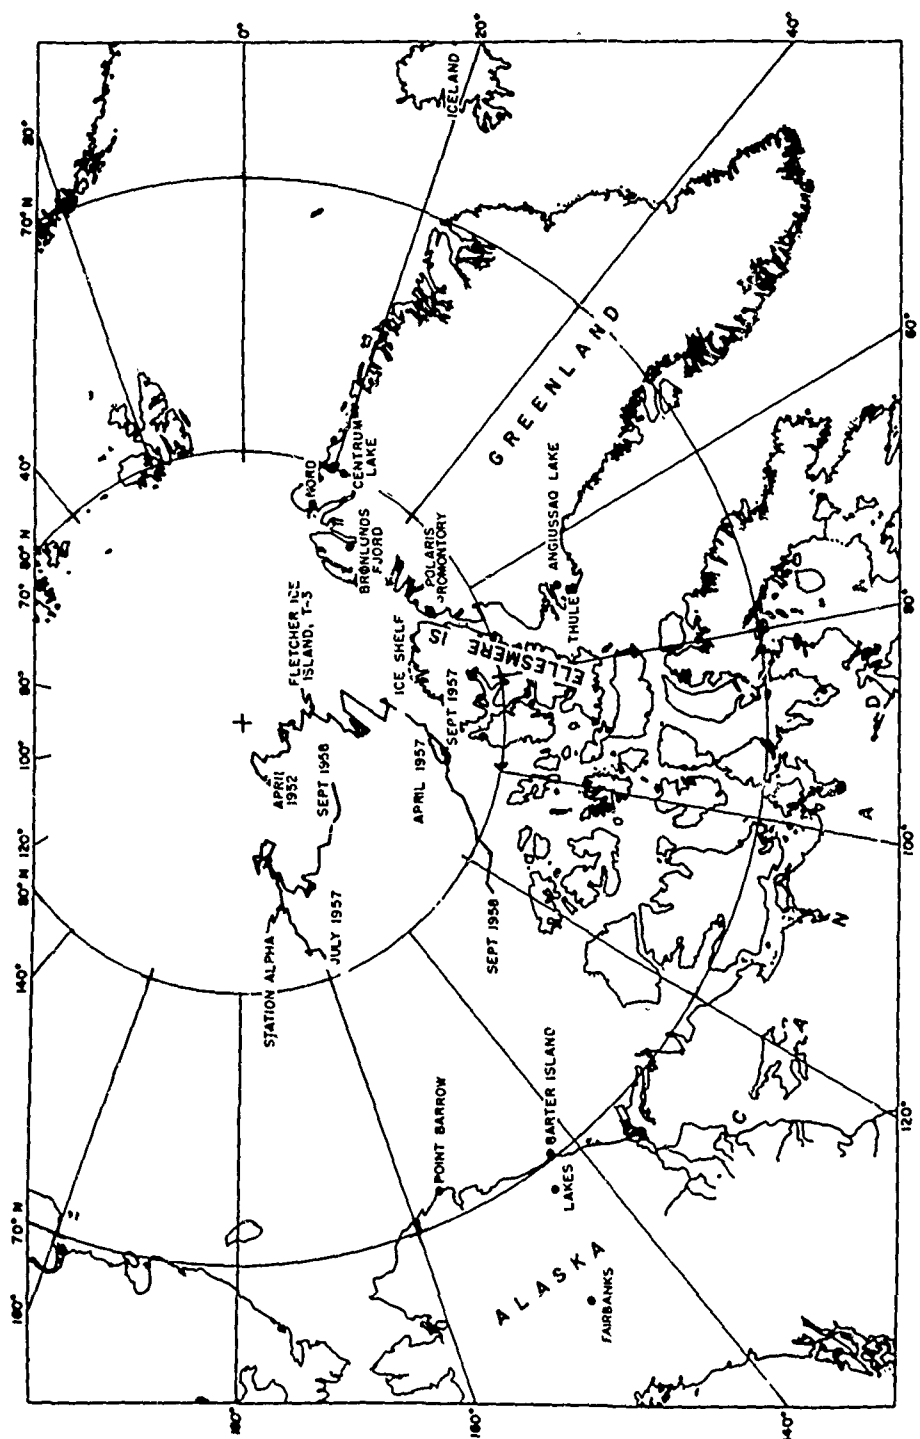 0°
20°
40°
20°
70° N
ICELAND
60°
GREENLAND
40°
80° N
NORD
CENTRUM
LAKE
BRØNLUNDS
FJORD
POLARIS
PROMONTORY
ANGIUSSAQ LAKE
THULE
70°
80°
FLETCHER ICE
ISLAND, T-3
ICE SHELF
ELLESMERE
IS
80°
SEPT 1957
APRIL 1957
APRIL
1952
SEPT 1958
100°
120°
80° N
JULY 1957
STATION ALPHA
SEPT 1958
140°
C
A
N
A
D
A
100°
120°
POINT BARROW
BARTER ISLAND
LAKES
ALASKA
FAIRBANKS
70° N
160°
180°
160°
140°